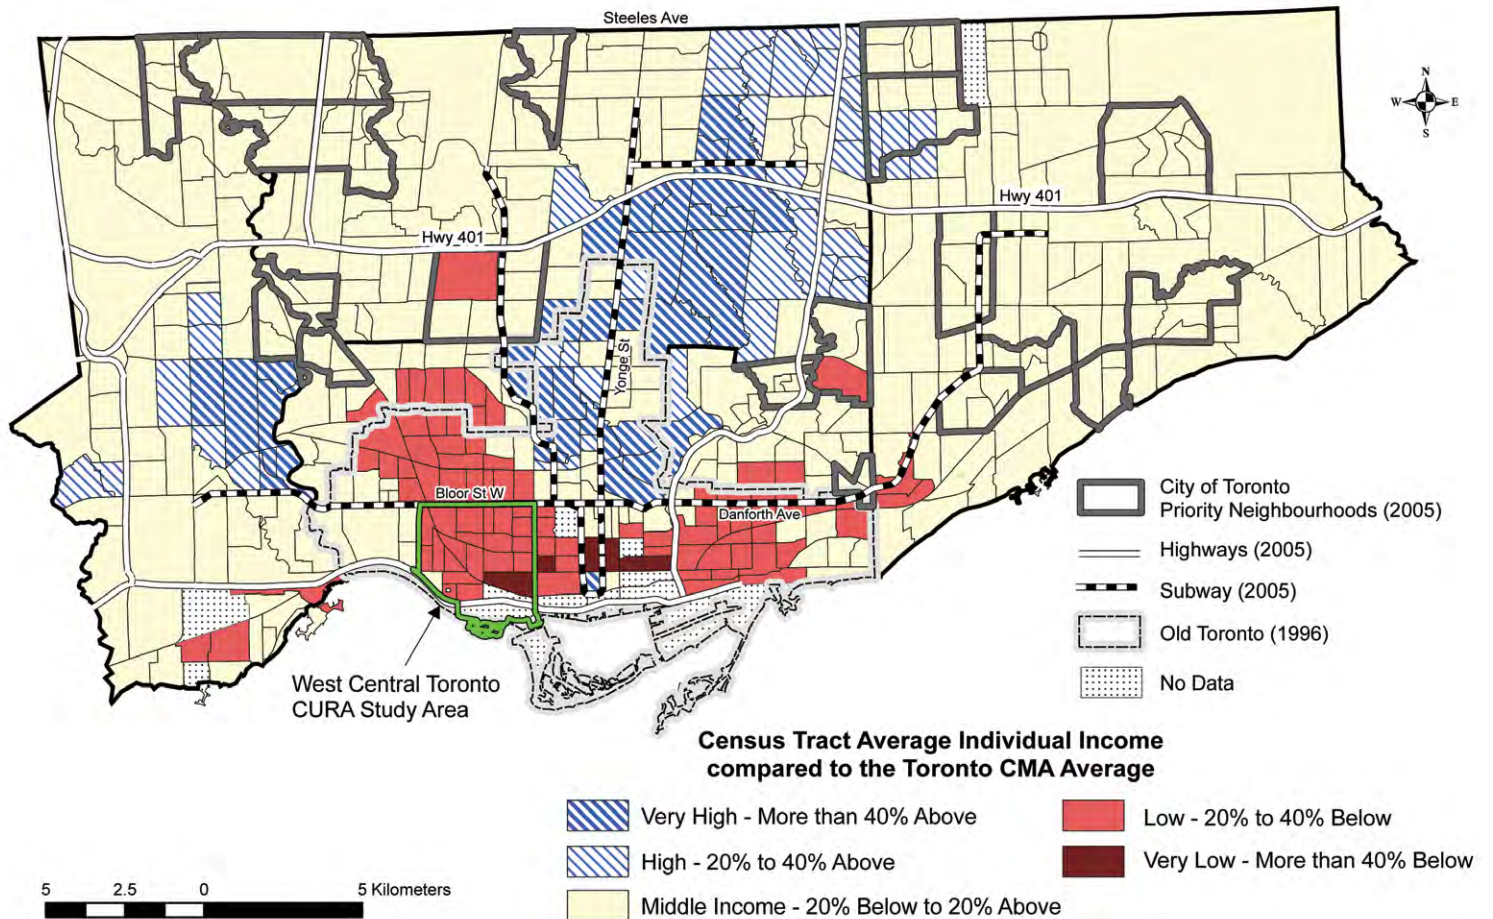 Steeles Ave
N
W E
S
Hwy 401
Hwy 401
Yonge St
Bloor St W
Danforth Ave
City of Toronto
Priority Neighbourhoods (2005)
Highways (2005)
Subway (2005)
Old Toronto (1996)
No Data
West Central Toronto
CURA Study Area
Census Tract Average Individual Income
compared to the Toronto CMA Average
Very High - More than 40% Above
Low - 20% to 40% Below
High - 20% to 40% Above
Very Low - More than 40% Below
Middle Income - 20% Below to 20% Above
5 2.5 0 5 Kilometers